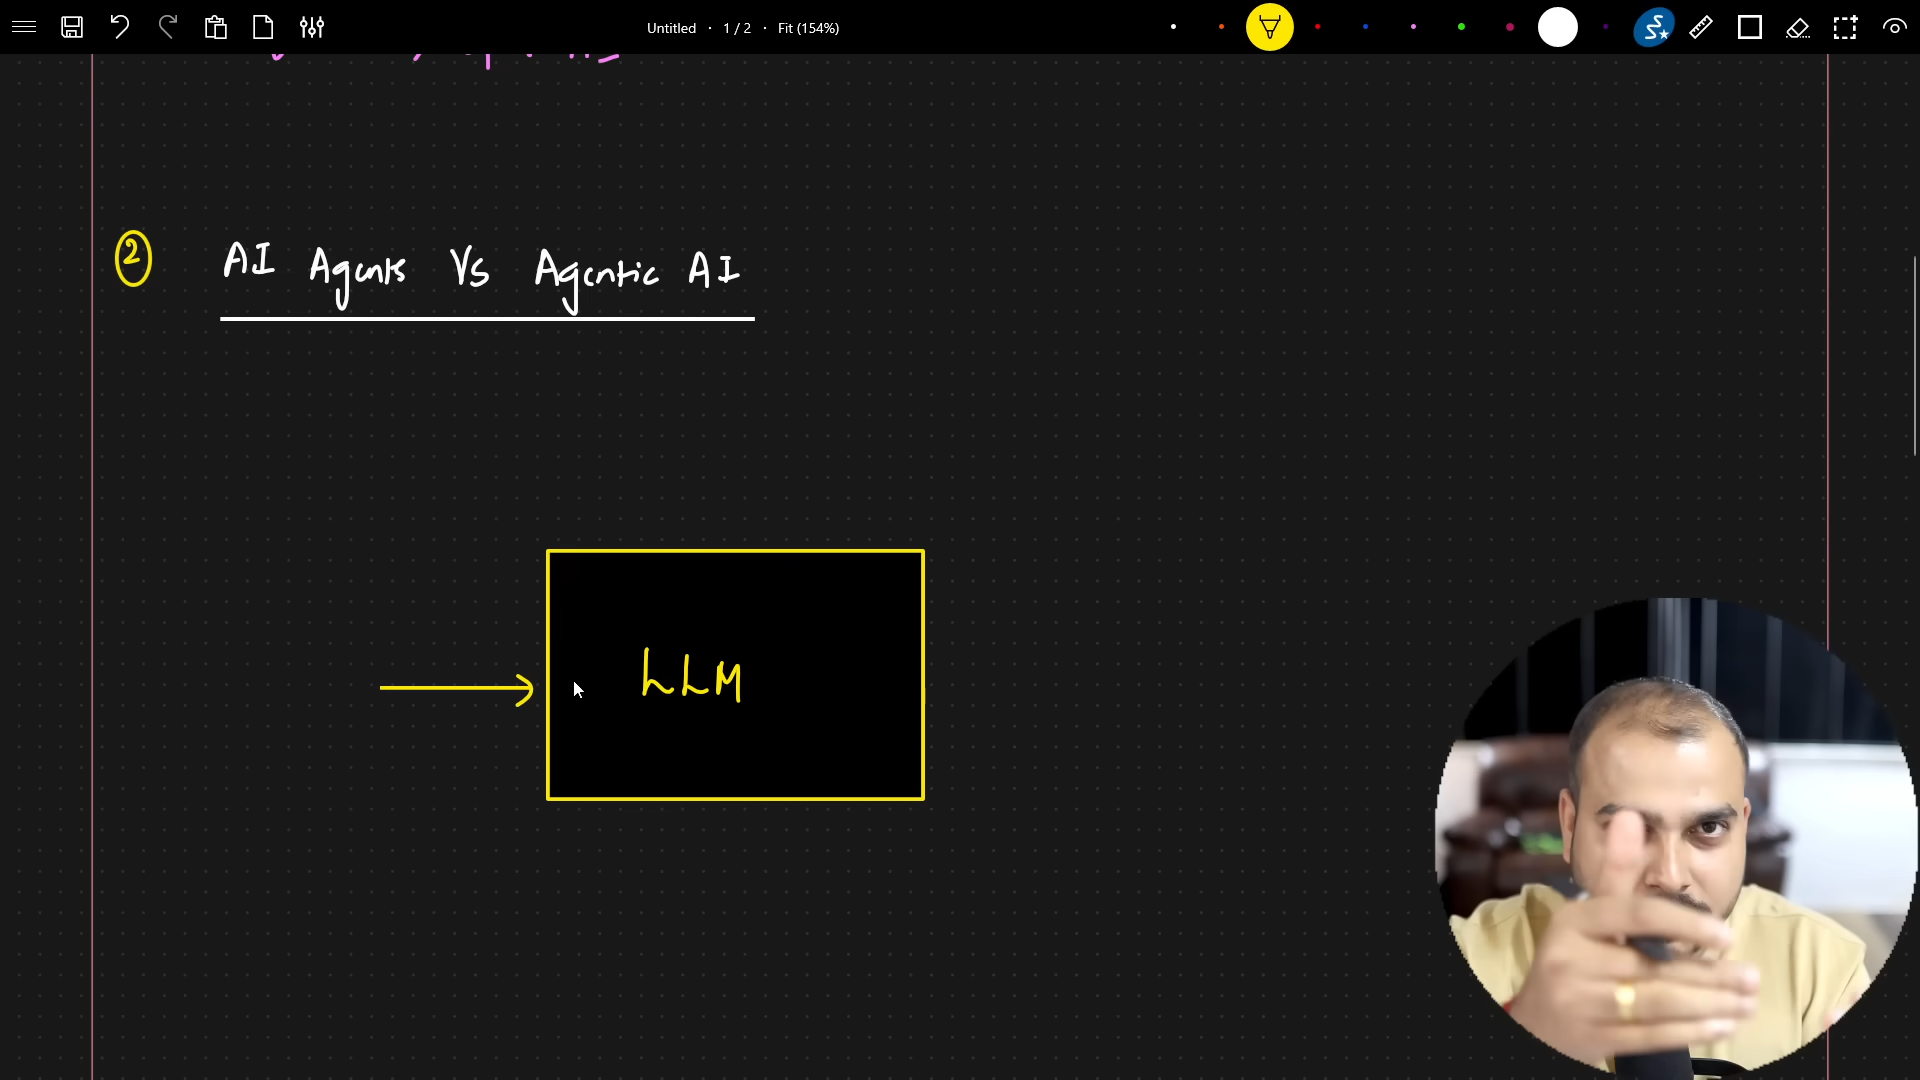 Untitled · 1 / 2 · Fit (154%)
2 AI Agents Vs Agentic AI
LLM